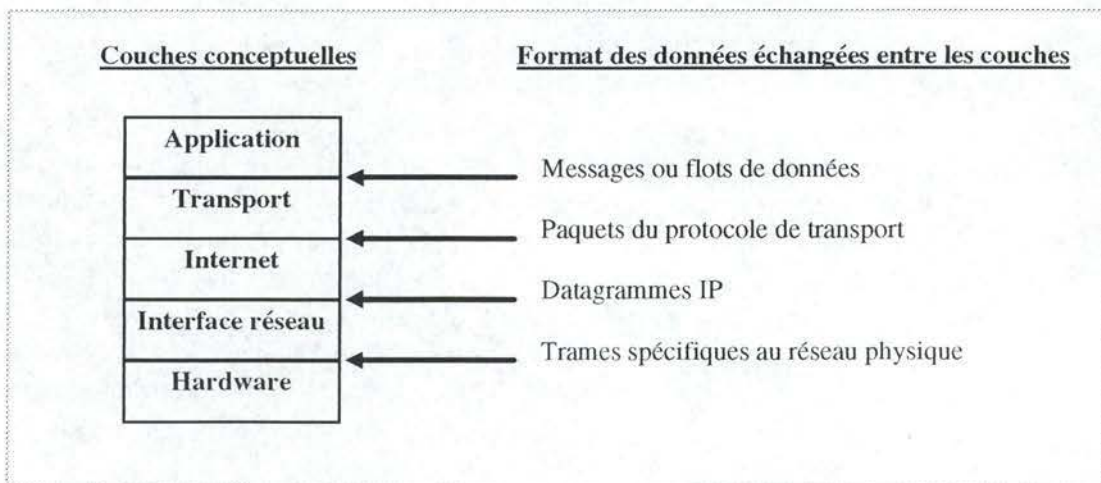 Couches conceptuelles
Format des données échangées entre les couches
Application
Messages ou flots de données
Transport
Paquets du protocole de transport
Internet
Datagrammes IP
Interface réseau
Trames spécifiques au réseau physique
Hardware